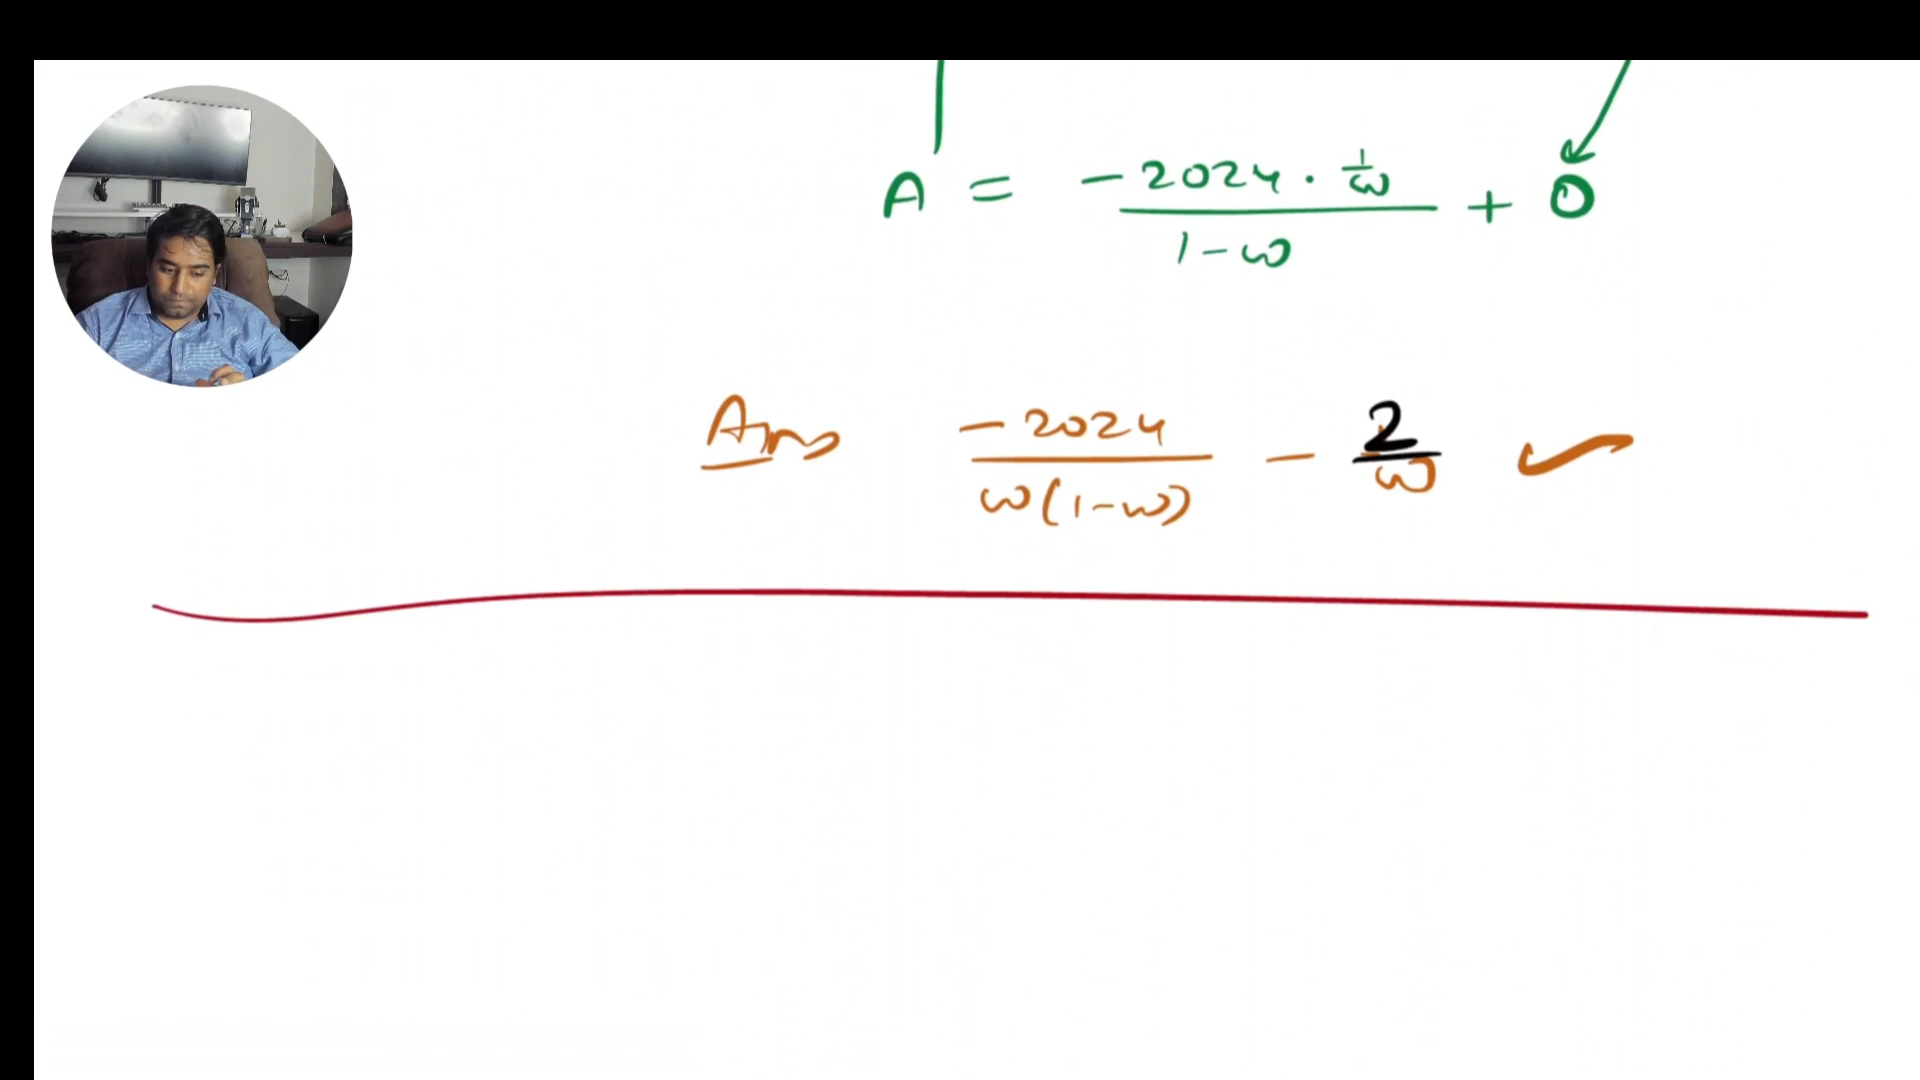 A = (-2024 · 1/ω)/(1-ω) + 0
Ans -2024/(ω(1-ω)) - 2/ω